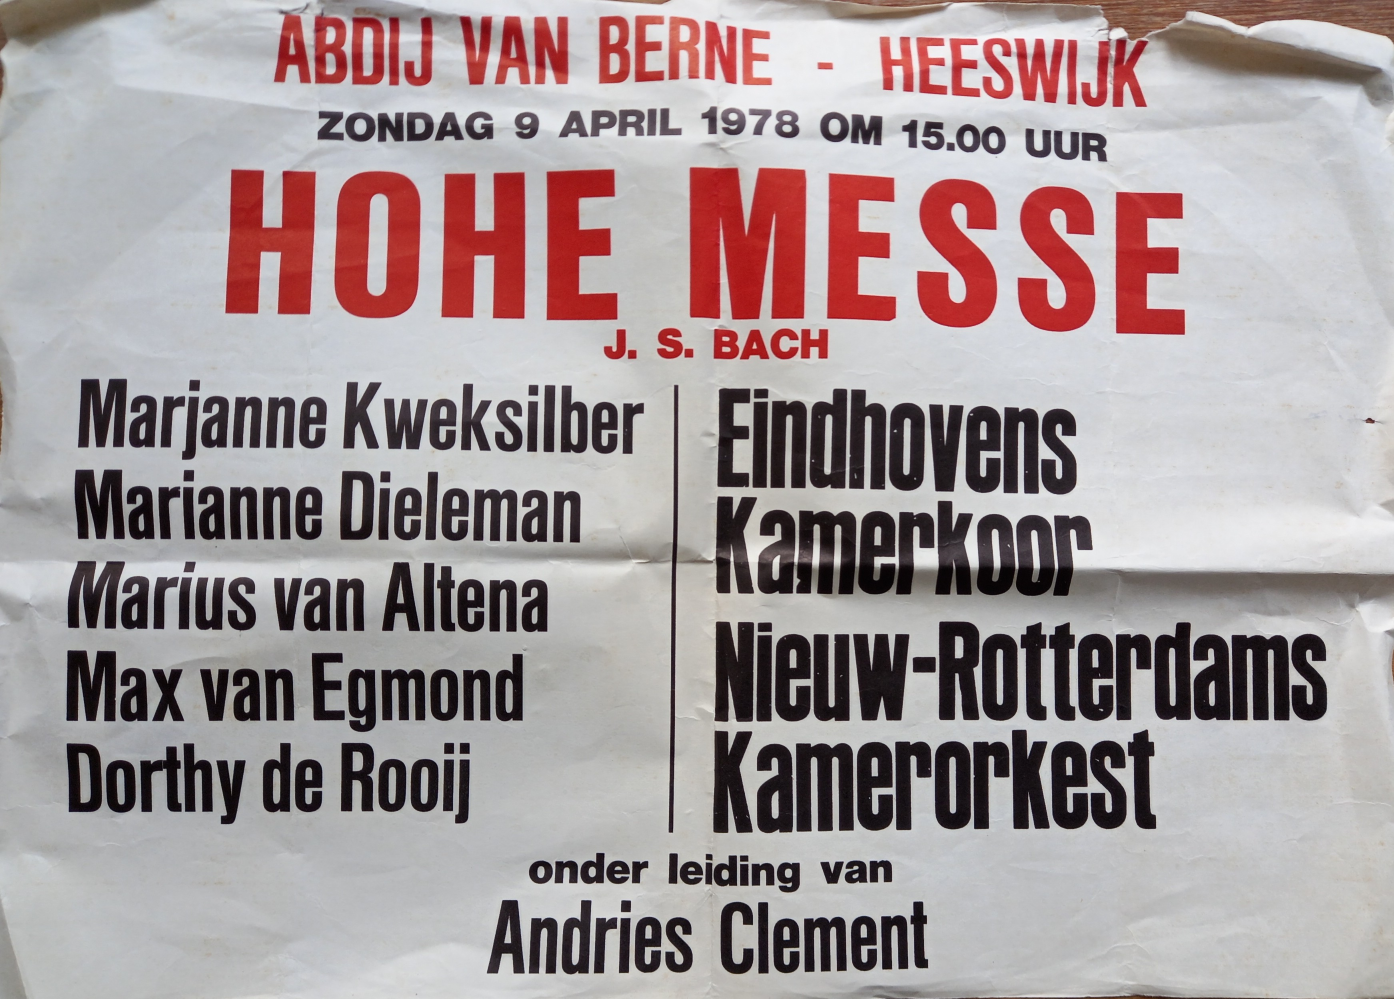 ABDIJ VAN BERNE - HEESWIJK
ZONDAG 9 APRIL 1978 OM 15.00 UUR
HOHE MESSE
J. S. BACH
Marjanne Kweksilber
Marianne Dieleman
Marius van Altena
Max van Egmond
Dorthy de Rooij
Eindhovens
Kamerkoor
Nieuw-Rotterdams
Kamerorkest
onder leiding van
Andries Clement